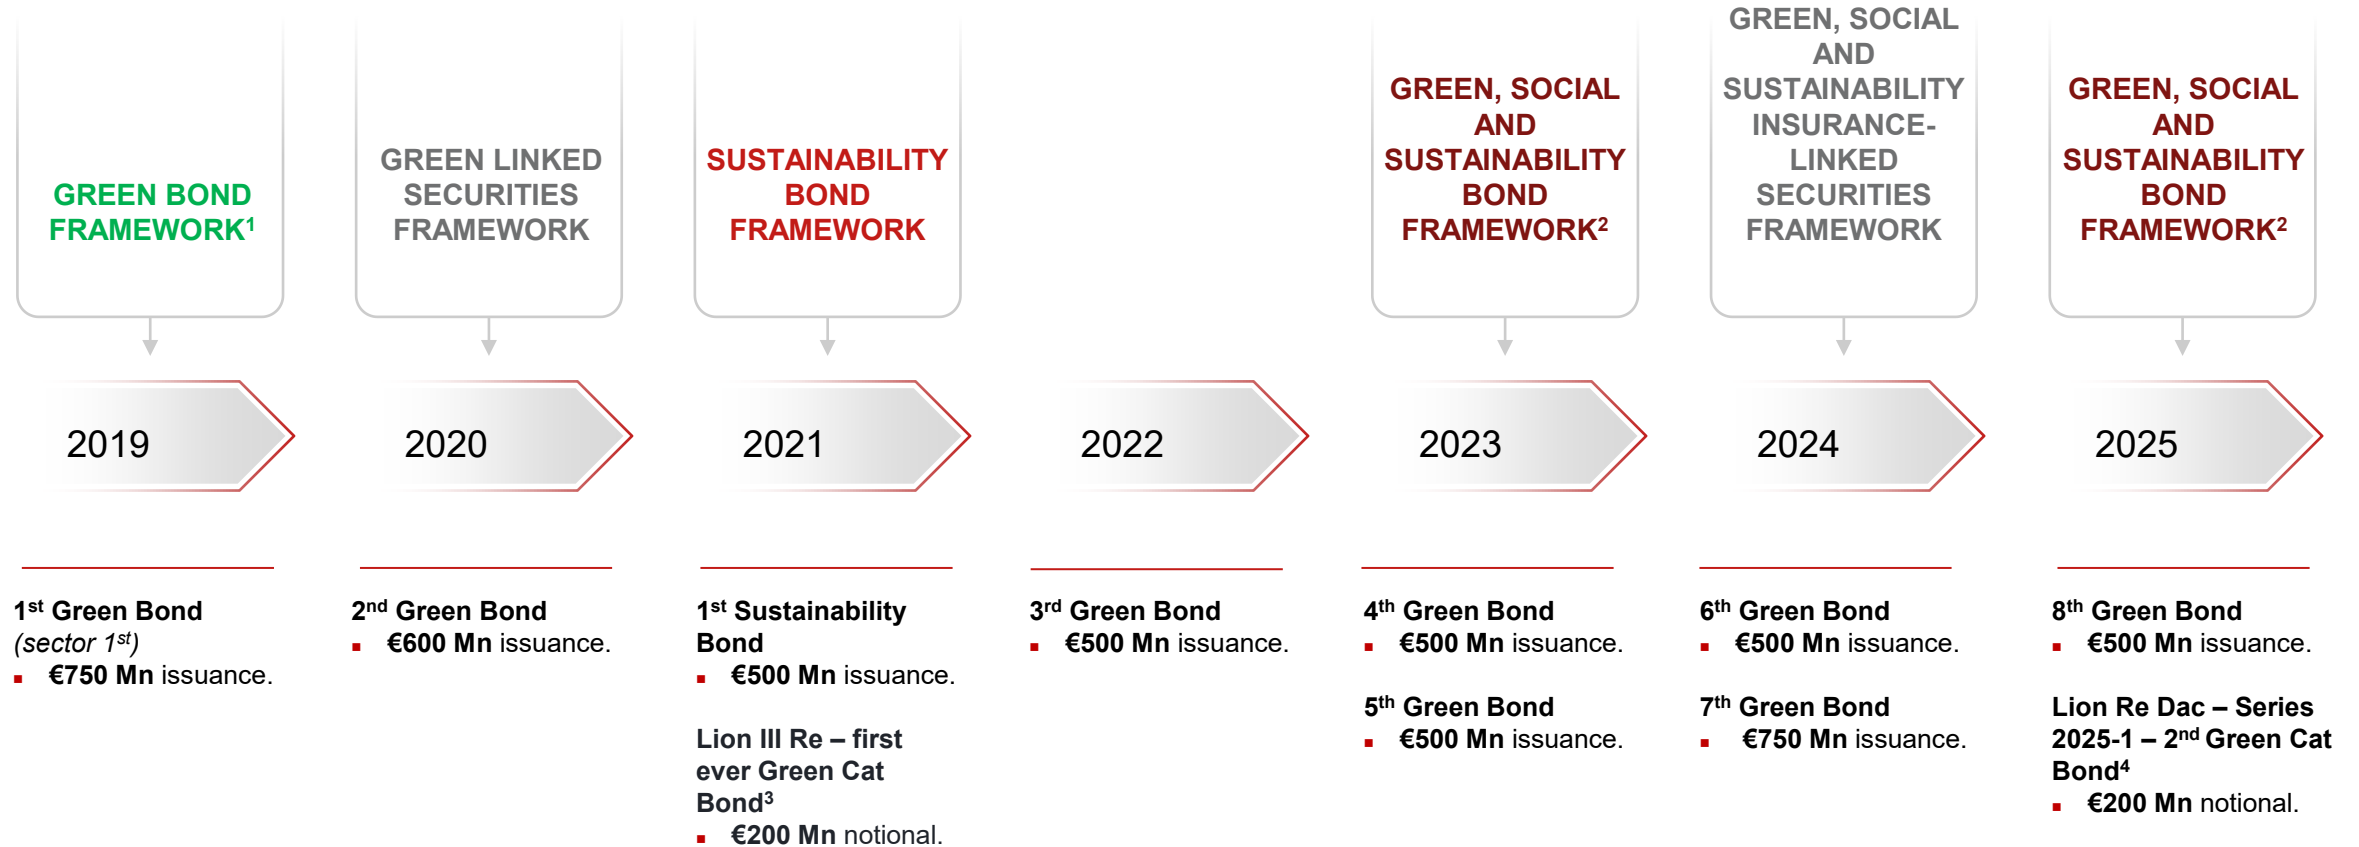 GREEN BOND
FRAMEWORK1
GREEN LINKED
SECURITIES
FRAMEWORK
SUSTAINABILITY
BOND
FRAMEWORK
GREEN, SOCIAL
AND
SUSTAINABILITY
BOND
FRAMEWORK2
GREEN, SOCIAL
AND
SUSTAINABILITY
INSURANCE-
LINKED
SECURITIES
FRAMEWORK
GREEN, SOCIAL
AND
SUSTAINABILITY
BOND
FRAMEWORK2
2019
2020
2021
2022
2023
2024
2025
1st Green Bond
(sector 1st)
▪ €750 Mn issuance.
2nd Green Bond
▪ €600 Mn issuance.
1st Sustainability
Bond
▪ €500 Mn issuance.
Lion III Re – first
ever Green Cat
Bond3
▪ €200 Mn notional.
3rd Green Bond
▪ €500 Mn issuance.
4th Green Bond
▪ €500 Mn issuance.
5th Green Bond
▪ €500 Mn issuance.
6th Green Bond
▪ €500 Mn issuance.
7th Green Bond
▪ €750 Mn issuance.
8th Green Bond
▪ €500 Mn issuance.
Lion Re Dac – Series
2025-1 – 2nd Green Cat
Bond4
▪ €200 Mn notional.